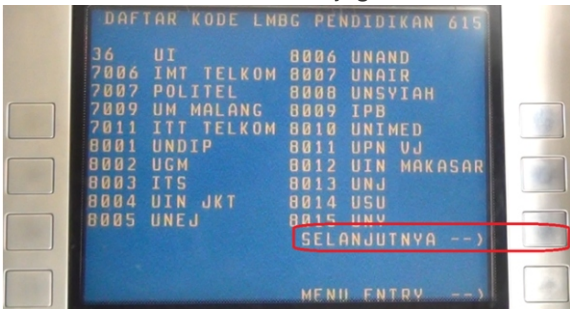 DAFTAR KODE LMBG PENDIDIKAN 615
36 UI 8006 UNAND
7006 IMT TELKOM 8007 UNAIR
7007 POLITEL 8008 UNSYIAH
7009 UM MALANG 8009 IPB
7011 ITT TELKOM 8010 UNIMED
8001 UNDIP 8011 UPN VJ
8002 UGM 8012 UIN MAKASAR
8003 ITS 8013 UNJ
8004 UIN JKT 8014 USU
8005 UNEJ 8015 UNY
SELANJUTNYA -->
MENU ENTRY -->